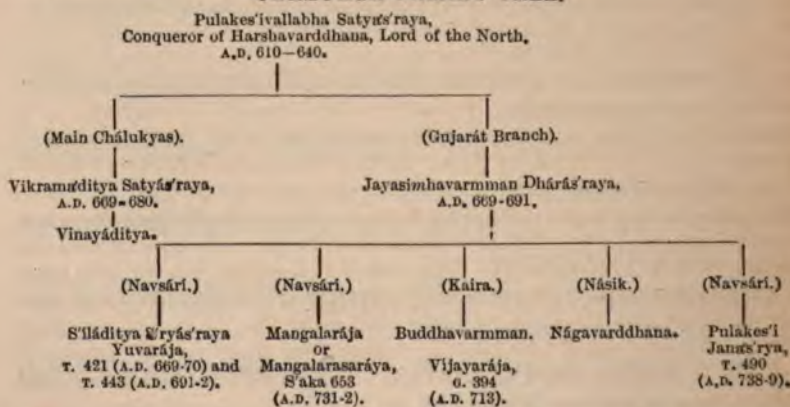 Pulakes'ivallabha Satyás'raya,
Conqueror of Harshavarddhana, Lord of the North,
A.D. 610—640.
(Main Chálukyas).
(Gujarát Branch).
Vikramáditya Satyás'raya,
A.D. 669-680.
Jayasimhavarmman Dhárás'raya,
A.D. 669-691.
Vinayáditya.
(Navsári.)
(Navsári.)
(Kaira.)
(Násik.)
(Navsári.)
S'iláditya S'ryás'raya
Yuvarája,
T. 421 (A.D. 669-70) and
T. 443 (A.D. 691-2).
Mangalarája
or
Mangalarasaráya,
S'aka 653
(A.D. 731-2).
Buddhavarmman.
Vijayarája,
G. 394
(A.D. 713).
Nágavarddhana.
Pulakes'i
Janás'rya,
T. 490
(A.D. 738-9).